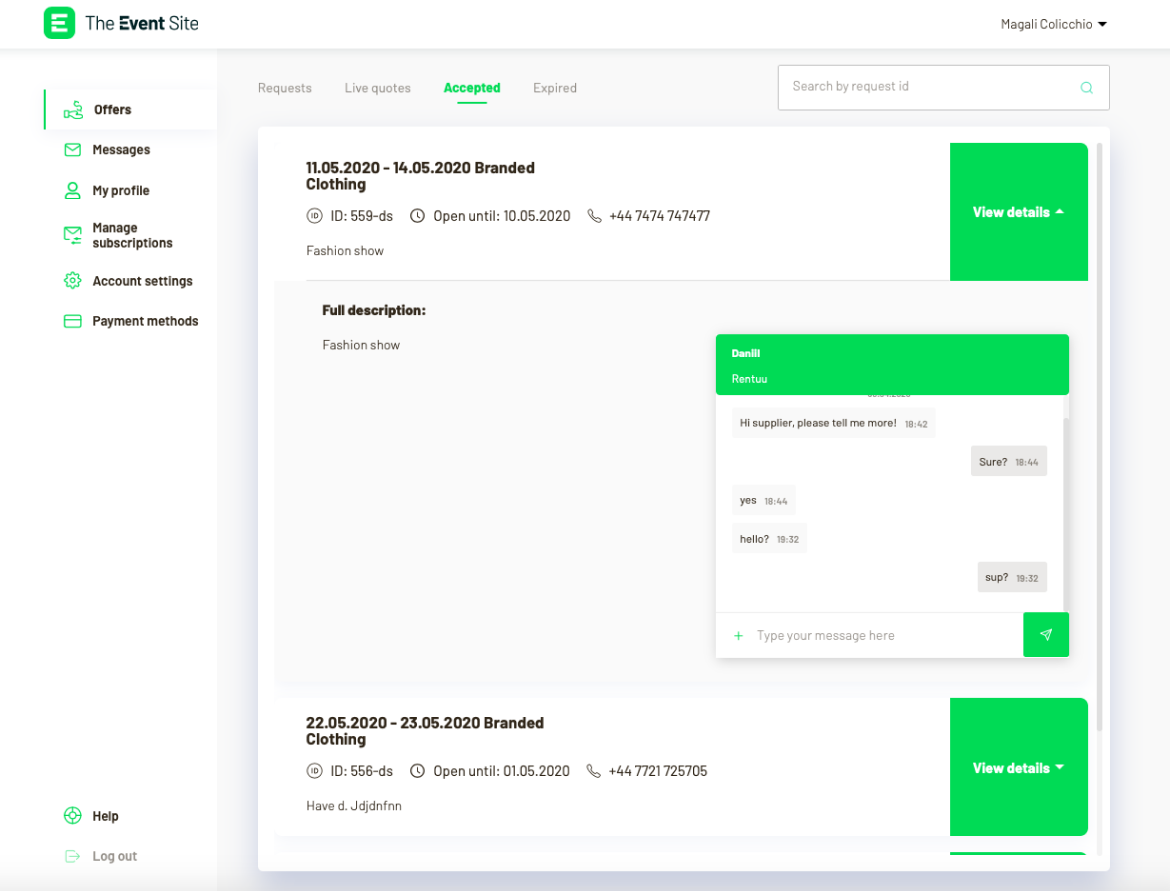 The Event Site
Magali Colicchio
Offers
Messages
My profile
Manage
subscriptions
Account settings
Payment methods
Help
Log out
Requests Live quotes Accepted Expired
Search by request id
11.05.2020 - 14.05.2020 Branded
Clothing
ID: 559-ds Open until: 10.05.2020 +44 7474 747477
Fashion show
View details
Full description:
Fashion show
Daniil
Rentuu
Hi supplier, please tell me more! 18:42
Sure? 18:44
yes 18:44
hello? 19:32
sup? 19:32
Type your message here
22.05.2020 - 23.05.2020 Branded
Clothing
ID: 556-ds Open until: 01.05.2020 +44 7721 725705
Have d. Jdjdnfnn
View details